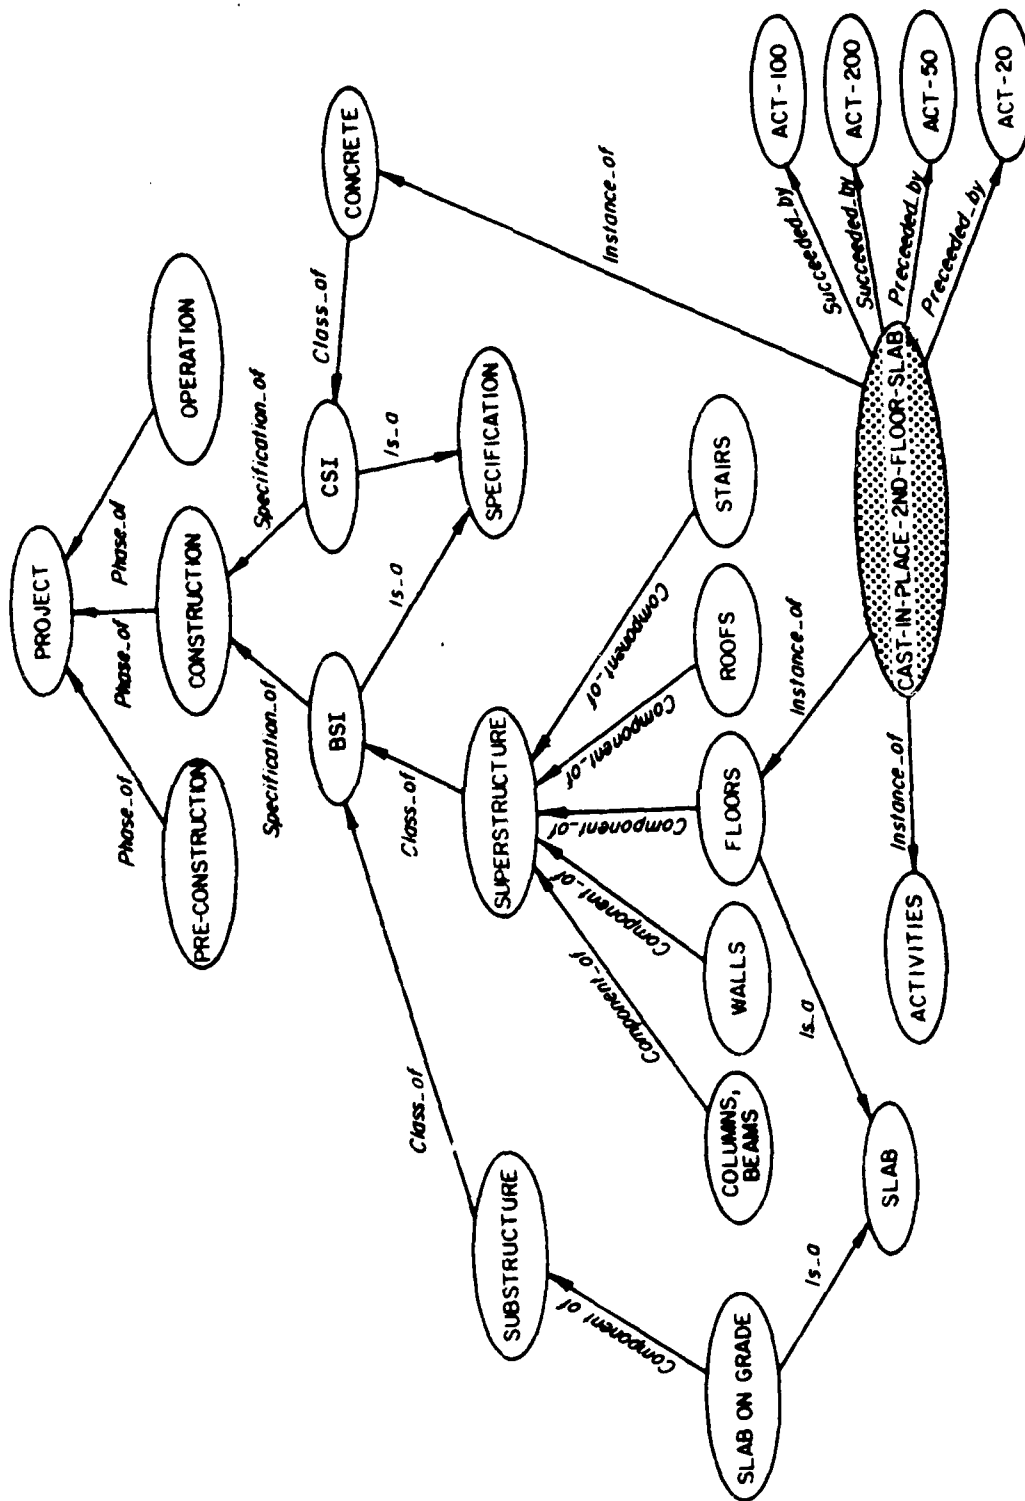 PROJECT
Phase_of
Phase_of
Phase_of
PRE-CONSTRUCTION
CONSTRUCTION
OPERATION
Specification_of
Specification_of
BSI
CSI
Class_of
CONCRETE
Is_a
Is_a
SPECIFICATION
Class_of
Class_of
Instance_of
SUBSTRUCTURE
SUPERSTRUCTURE
Component of
Component_of
Component_of
Component_of
Component_of
Component_of
SLAB ON GRADE
COLUMNS,
BEAMS
WALLS
FLOORS
ROOFS
STAIRS
Is_a
Is_a
Instance_of
SLAB
ACTIVITIES
Instance_of
CAST-IN-PLACE-2ND-FLOOR-SLAB
Succeeded_by
Succeeded_by
Preceeded_by
Preceeded_by
ACT-100
ACT-200
ACT-50
ACT-20